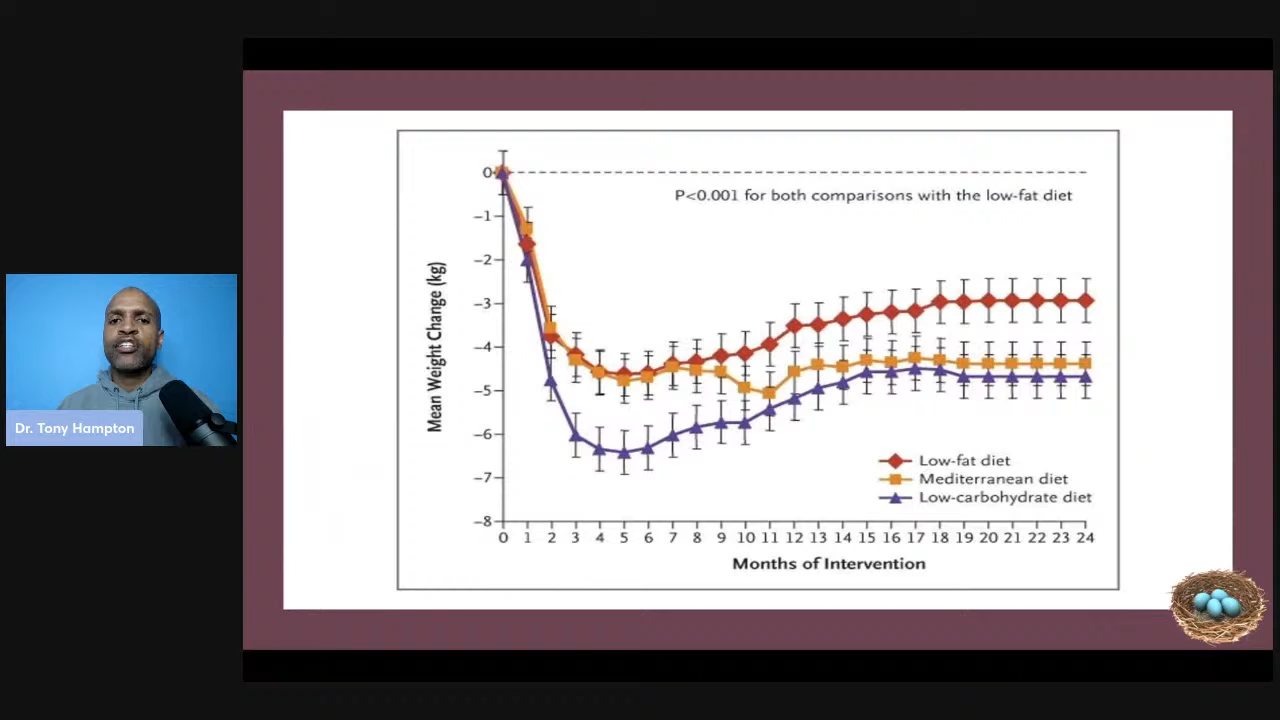 Dr. Tony Hampton
Mean Weight Change (kg)
0
−1
−2
−3
−4
−5
−6
−7
−8
P<0.001 for both comparisons with the low-fat diet
Low-fat diet
Mediterranean diet
Low-carbohydrate diet
0 1 2 3 4 5 6 7 8 9 10 11 12 13 14 15 16 17 18 19 20 21 22 23 24
Months of Intervention